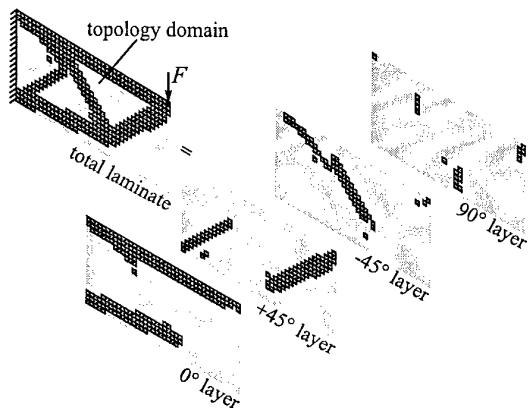 topology domain
F
total laminate
=
90° layer
-45° layer
+45° layer
0° layer